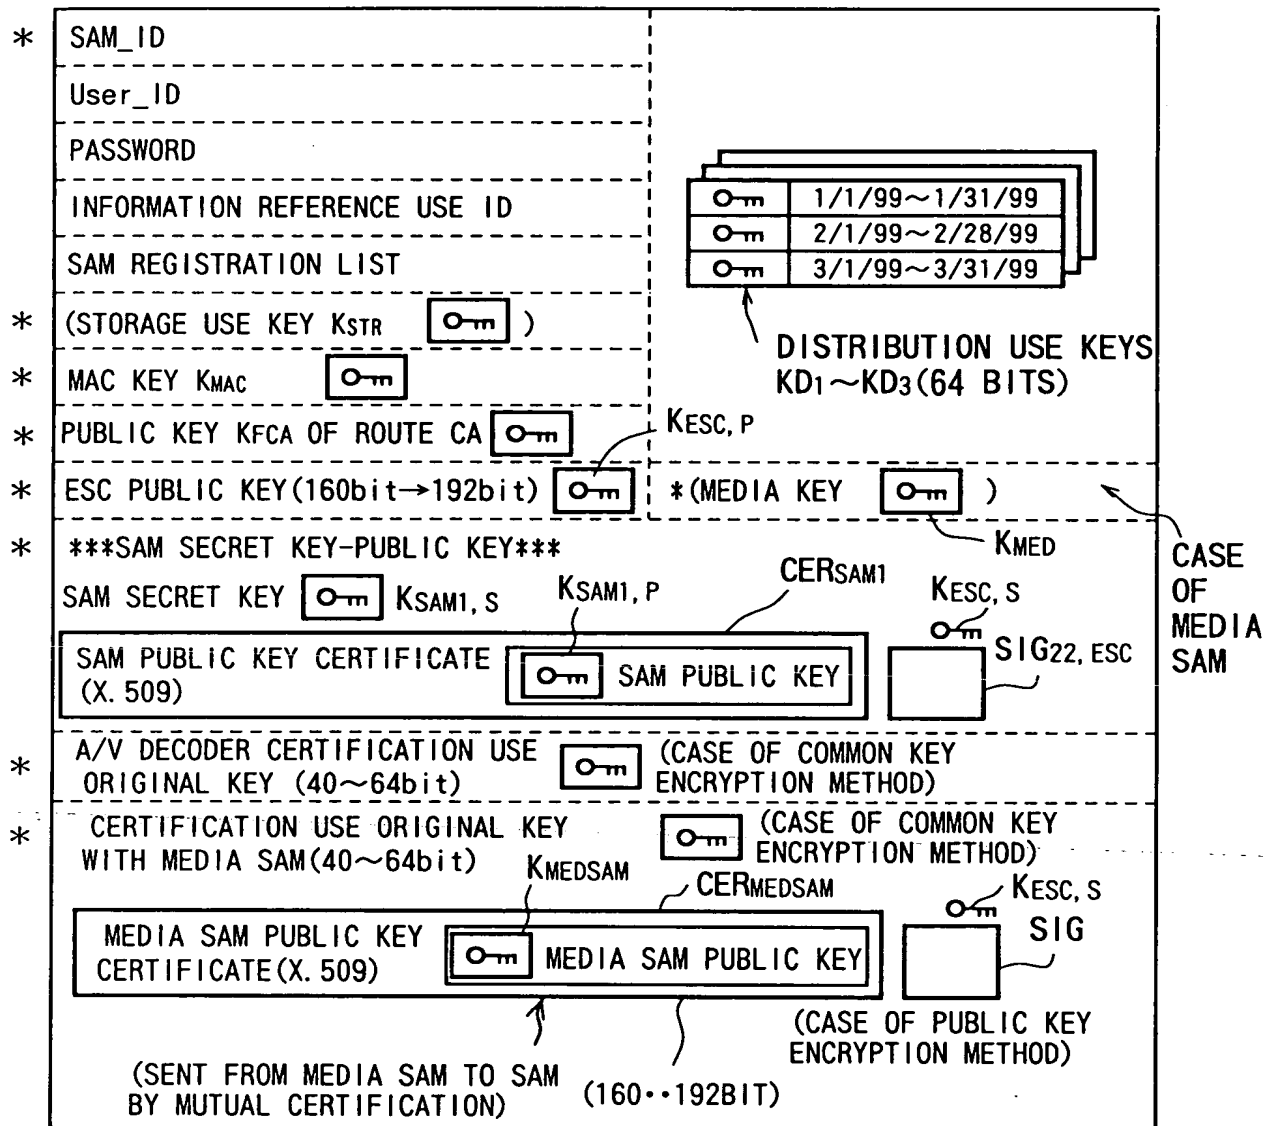 * SAM_ID
User_ID
PASSWORD
INFORMATION REFERENCE USE ID
SAM REGISTRATION LIST
* (STORAGE USE KEY KSTR )
* MAC KEY KMAC
* PUBLIC KEY KFCA OF ROUTE CA
* ESC PUBLIC KEY(160bit→192bit)
KESC, P
1/1/99~1/31/99
2/1/99~2/28/99
3/1/99~3/31/99
DISTRIBUTION USE KEYS
KD1~KD3(64 BITS)
*(MEDIA KEY )
KMED
CASE
OF
MEDIA
SAM
* ***SAM SECRET KEY-PUBLIC KEY***
SAM SECRET KEY KSAM1, S
KSAM1, P
CERSAM1
KESC, S
SAM PUBLIC KEY CERTIFICATE
(X. 509)
SAM PUBLIC KEY
SIG22, ESC
* A/V DECODER CERTIFICATION USE
ORIGINAL KEY (40~64bit)
(CASE OF COMMON KEY
ENCRYPTION METHOD)
* CERTIFICATION USE ORIGINAL KEY
WITH MEDIA SAM(40~64bit)
(CASE OF COMMON KEY
ENCRYPTION METHOD)
KMEDSAM
CERMEDSAM
KESC, S
MEDIA SAM PUBLIC KEY
CERTIFICATE(X. 509)
MEDIA SAM PUBLIC KEY
SIG
(CASE OF PUBLIC KEY
ENCRYPTION METHOD)
(SENT FROM MEDIA SAM TO SAM
BY MUTUAL CERTIFICATION)
(160··192BIT)